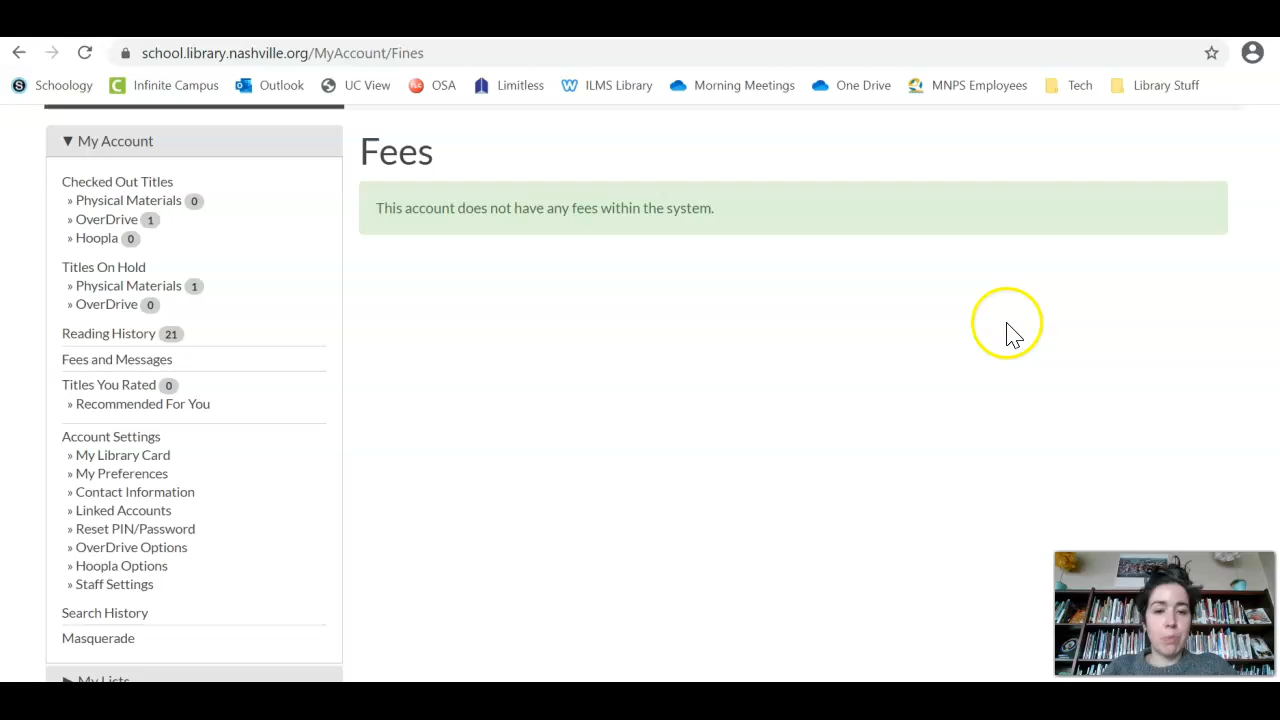 school.library.nashville.org/MyAccount/Fines
Schoology Infinite Campus Outlook UC View OSA Limitless ILMS Library Morning Meetings One Drive MNPS Employees Tech Library Stuff
▼ My Account
Checked Out Titles
» Physical Materials 0
» OverDrive 1
» Hoopla 0
Titles On Hold
» Physical Materials 1
» OverDrive 0
Reading History 21
Fees and Messages
Titles You Rated 0
» Recommended For You
Account Settings
» My Library Card
» My Preferences
» Contact Information
» Linked Accounts
» Reset PIN/Password
» OverDrive Options
» Hoopla Options
» Staff Settings
Search History
Masquerade
▶ My Lists
Fees
This account does not have any fees within the system.